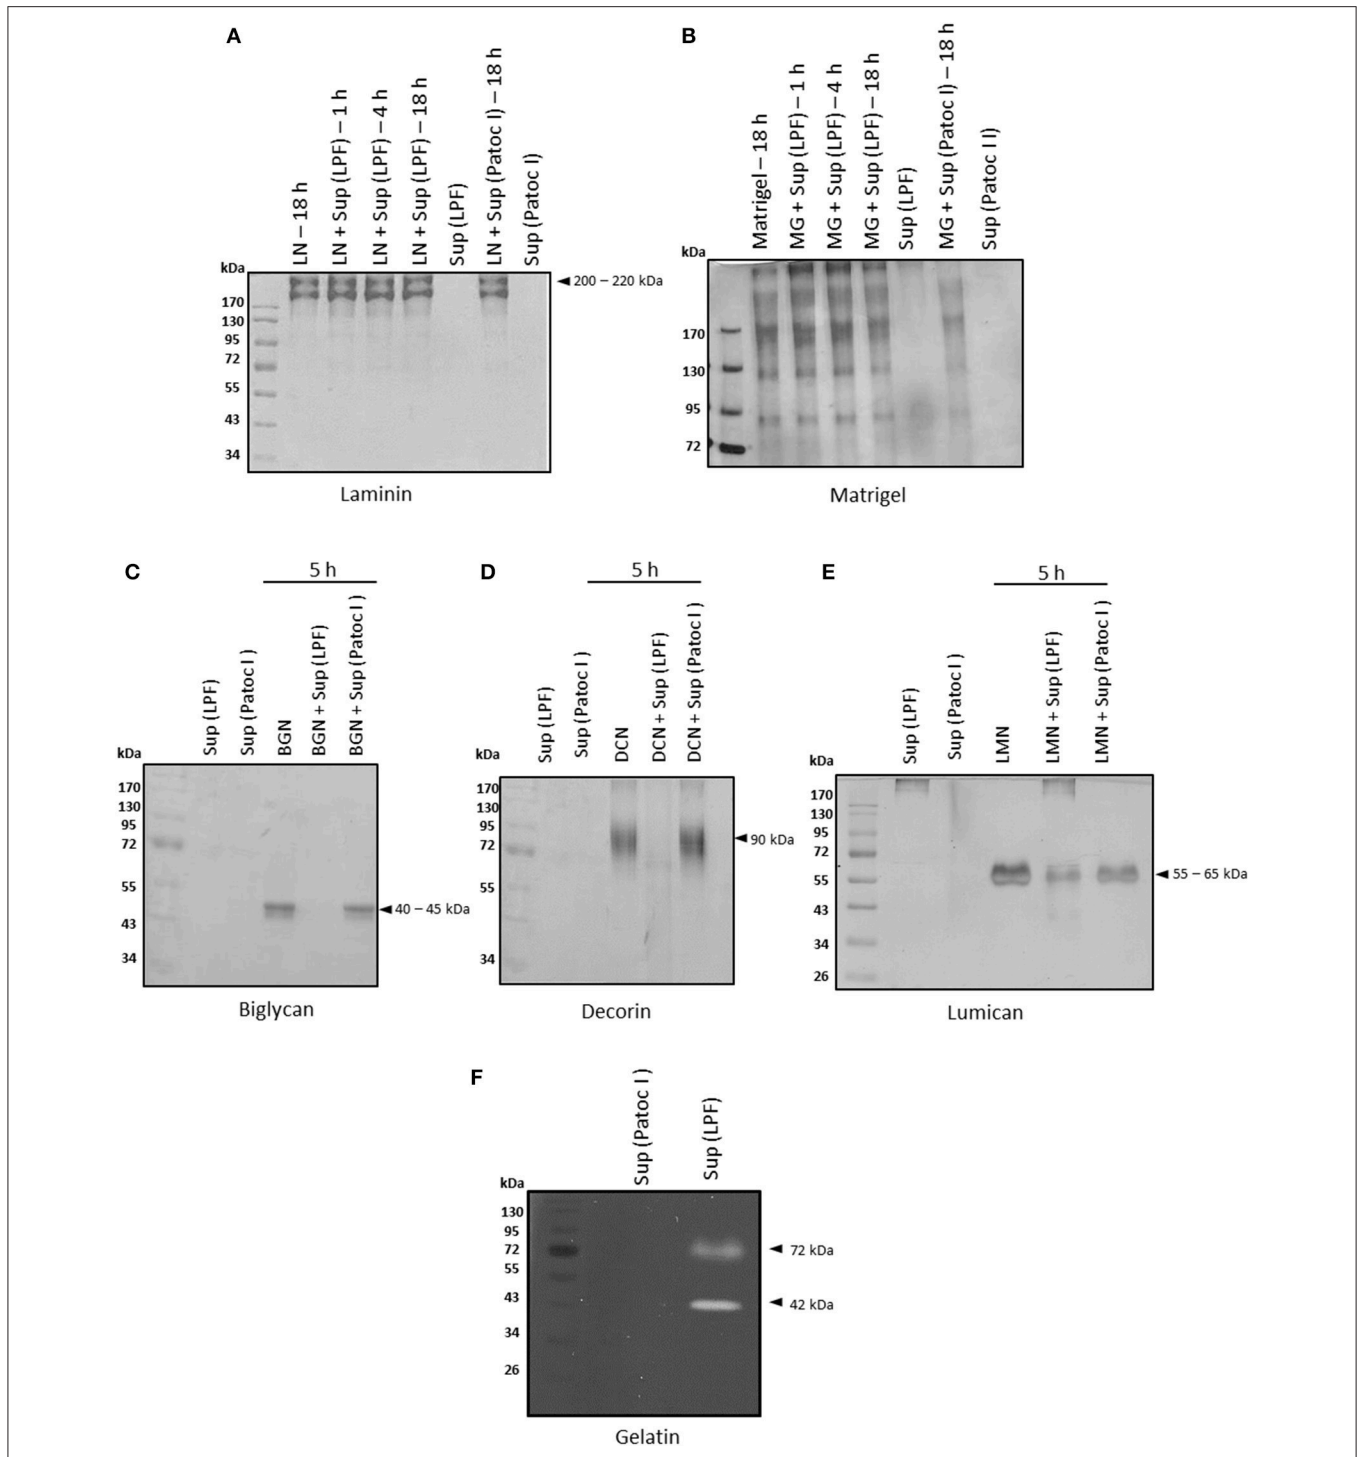 A
LN – 18 h
LN + Sup (LPF) – 1 h
LN + Sup (LPF) – 4 h
LN + Sup (LPF) – 18 h
Sup (LPF)
LN + Sup (Patoc I) – 18 h
Sup (Patoc I)
kDa
170
130
95
72
55
43
34
200 – 220 kDa
Laminin
B
Matrigel – 18 h
MG + Sup (LPF) – 1 h
MG + Sup (LPF) – 4 h
MG + Sup (LPF) – 18 h
Sup (LPF)
MG + Sup (Patoc I) – 18 h
Sup (Patoc I I)
kDa
170
130
95
72
Matrigel
C
5 h
Sup (LPF)
Sup (Patoc I )
BGN
BGN + Sup (LPF)
BGN + Sup (Patoc I )
kDa
170
130
95
72
55
43
34
40 – 45 kDa
Biglycan
D
5 h
Sup (LPF)
Sup (Patoc I )
DCN
DCN + Sup (LPF)
DCN + Sup (Patoc I )
kDa
170
130
95
72
55
34
90 kDa
Decorin
E
5 h
Sup (LPF)
Sup (Patoc I )
LMN
LMN + Sup (LPF)
LMN + Sup (Patoc I )
kDa
170
130
95
72
55
43
34
26
55 – 65 kDa
Lumican
F
Sup (Patoc I )
Sup (LPF)
kDa
130
95
72
55
43
34
26
72 kDa
42 kDa
Gelatin